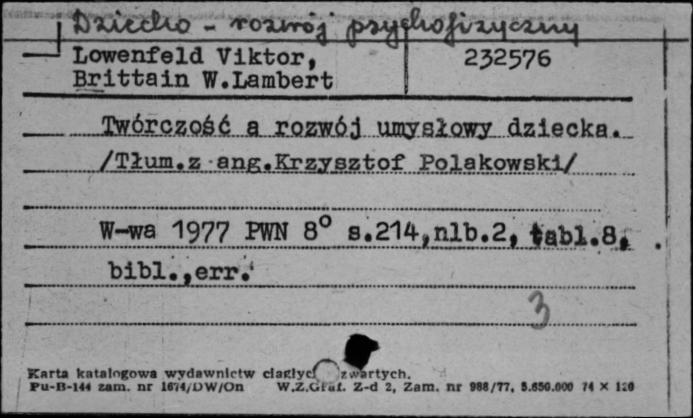 Dziecko - rozwój psychofizyczny
Lowenfeld Viktor, 232576
Brittain W.Lambert
Twórczość a rozwój umysłowy dziecka.
/Tłum.z ang.Krzysztof Polakowski/
W-wa 1977 PWN 8° s.214,nlb.2, tabl.8,
bibl.,err.
3
Karta katalogowa wydawnictw ciągłych zwartych.
Pu-B-144 zam. nr 1674/DW/On W.Z.Graf. Z-d 2, Zam. nr 988/77, 5.650.000 74 × 120